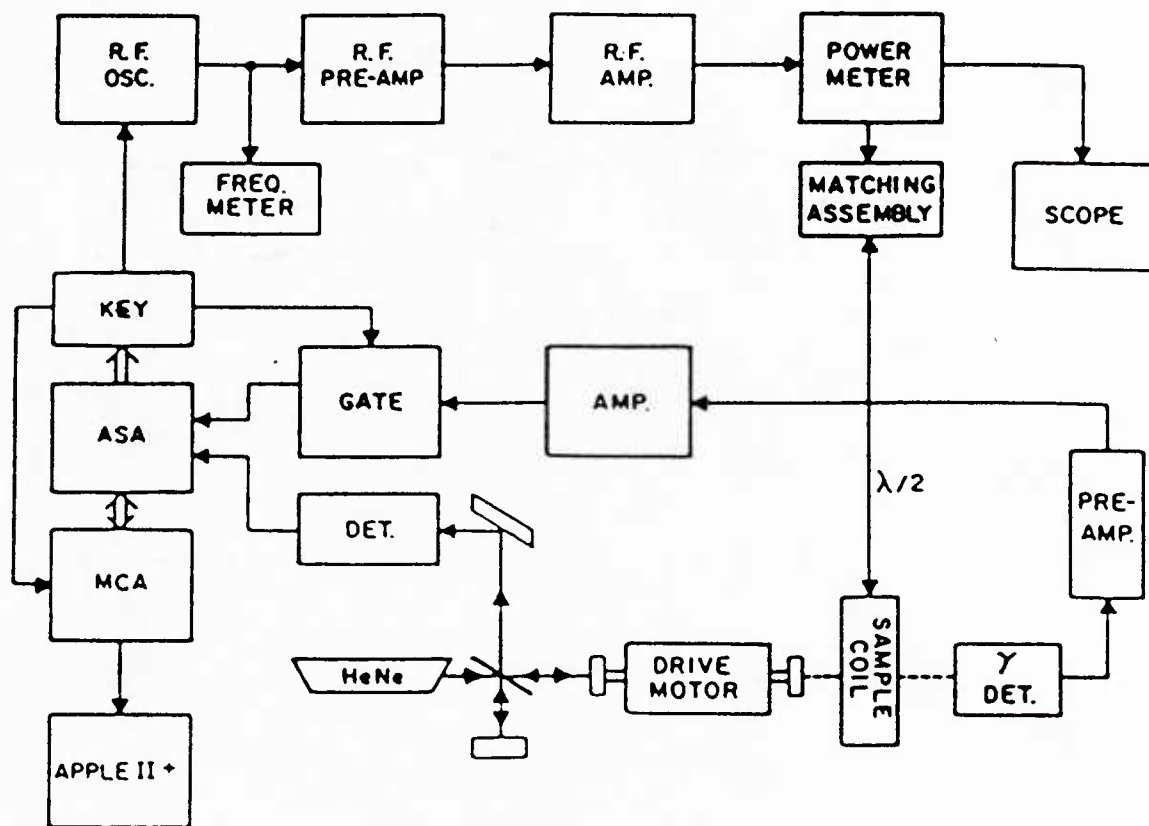 R.F.
OSC.
R.F.
PRE-AMP
R.F.
AMP.
POWER
METER
FREQ.
METER
MATCHING
ASSEMBLY
SCOPE
KEY
GATE
AMP.
ASA
λ/2
PRE-
AMP.
DET.
MCA
SAMPLE
COIL
HeNe
DRIVE
MOTOR
γ
DET.
APPLE II +